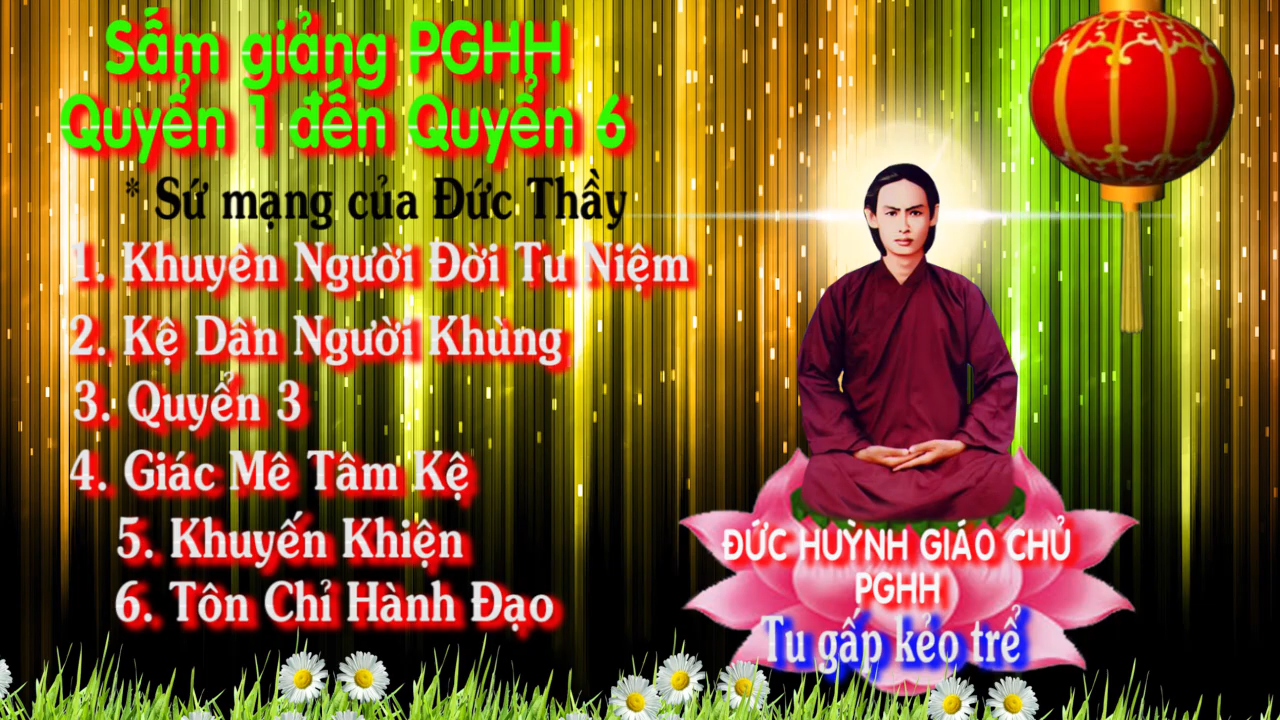 Sấm giảng PGHH
Quyển 1 đến Quyển 6
* Sứ mạng của Đức Thầy
1. Khuyên Người Đời Tu Niệm
2. Kệ Dân Người Khùng
3. Quyển 3
4. Giác Mê Tâm Kệ
5. Khuyến Khiện
6. Tôn Chỉ Hành Đạo
ĐỨC HUỲNH GIÁO CHỦ
PGHH
Tu gấp kẻo trể